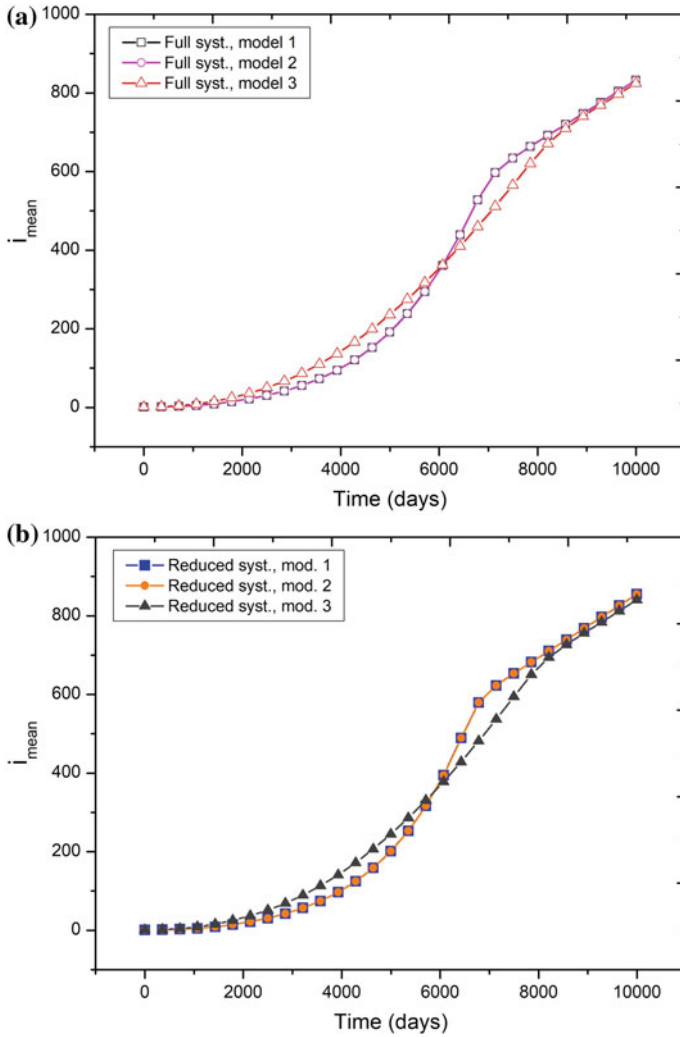 (a)
1000
Full syst., model 1
Full syst., model 2
Full syst., model 3
800
600
i_mean
400
200
0
0 2000 4000 6000 8000 10000
Time (days)
(b)
1000
Reduced syst., mod. 1
Reduced syst., mod. 2
Reduced syst., mod. 3
800
600
i_mean
400
200
0
0 2000 4000 6000 8000 10000
Time (days)